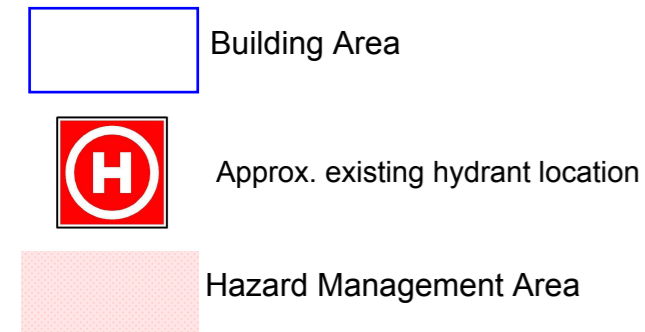 Building Area
H
Approx. existing hydrant location
Hazard Management Area